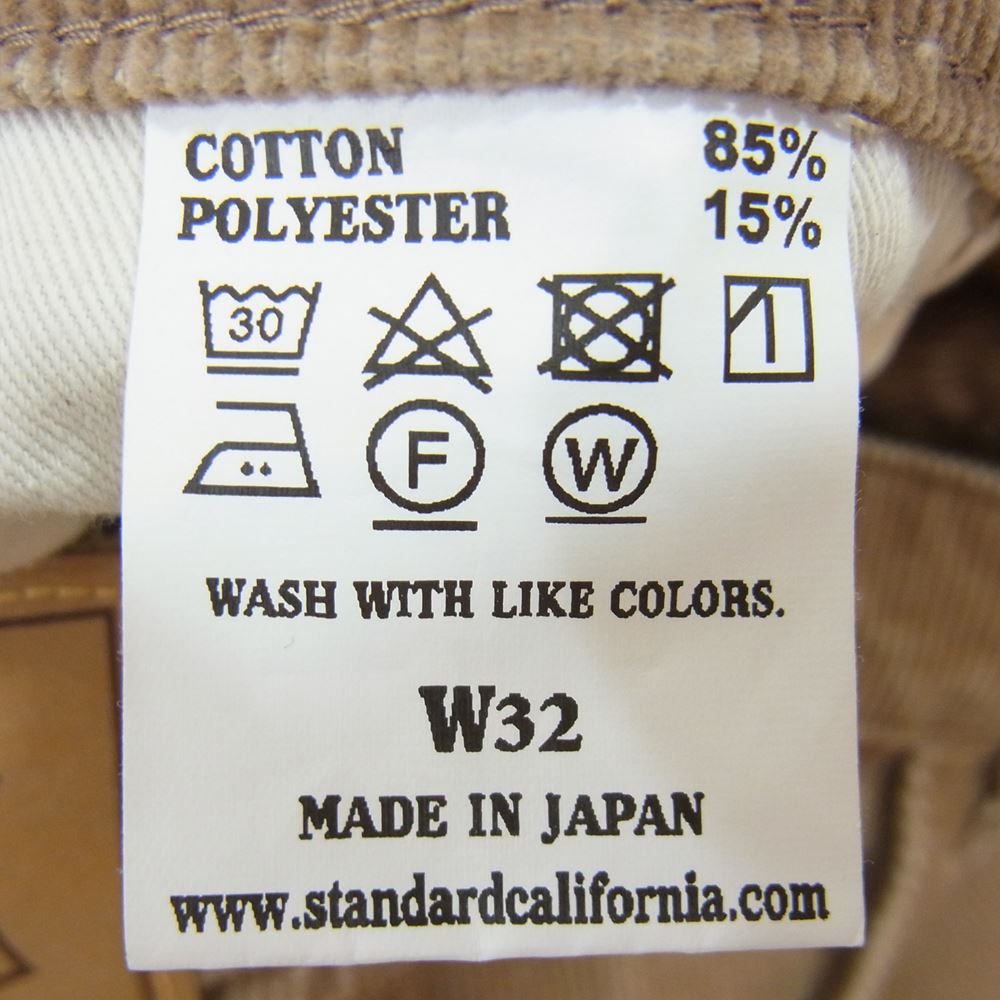 COTTON 85%
POLYESTER 15%
30
F W
WASH WITH LIKE COLORS.
W32
MADE IN JAPAN
www.standardcalifornia.com